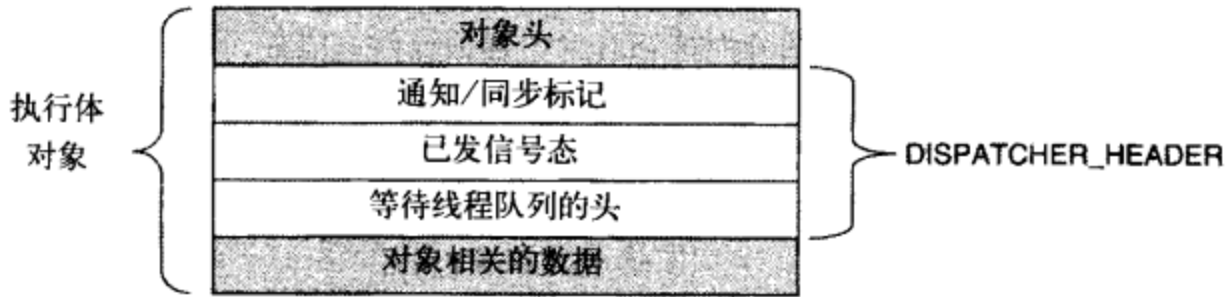 对象头
通知/同步标记
执行体
对象
已发信号态
DISPATCHER_HEADER
等待线程队列的头
对象相关的数据